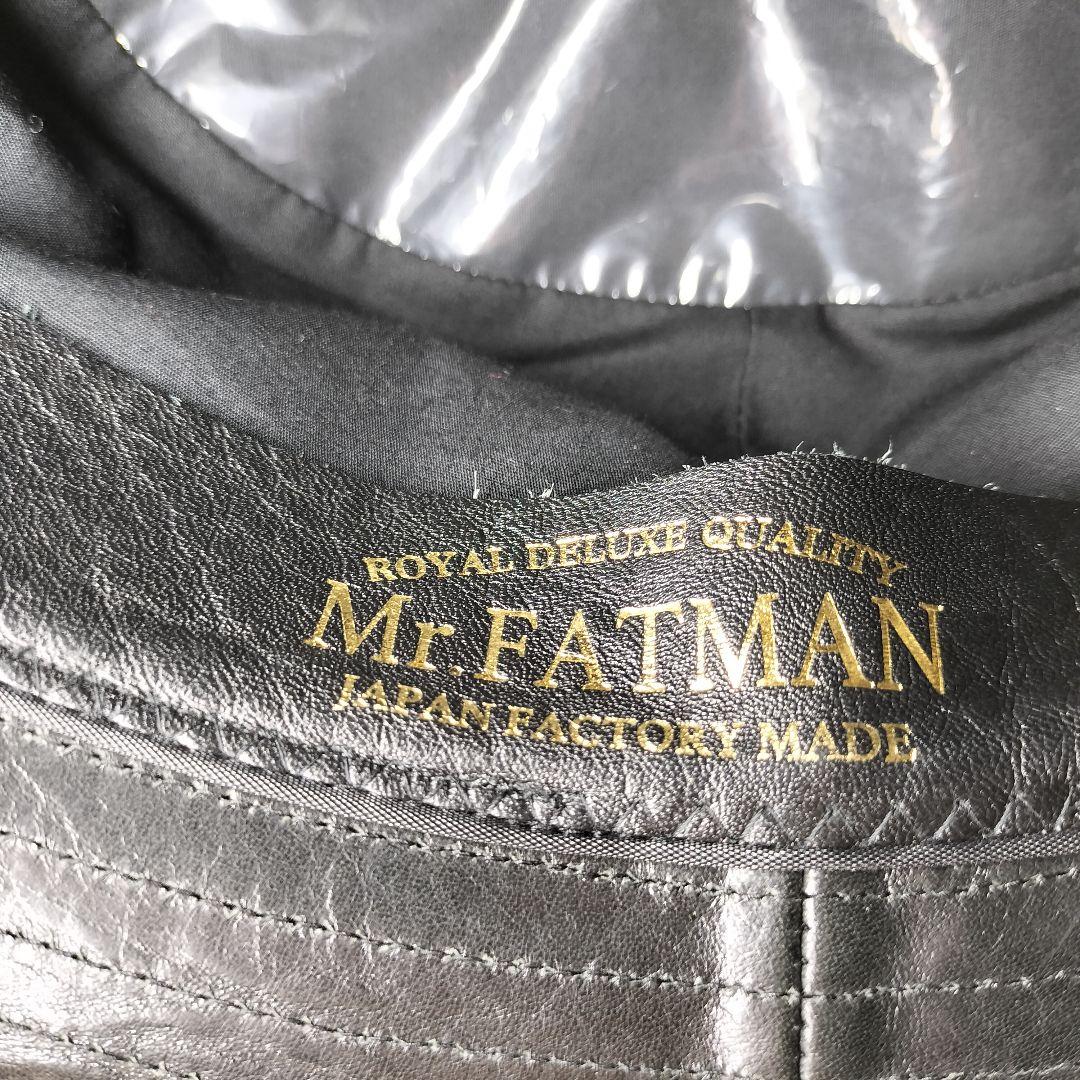 ROYAL DELUXE QUALITY
Mr.FATMAN
JAPAN FACTORY MADE